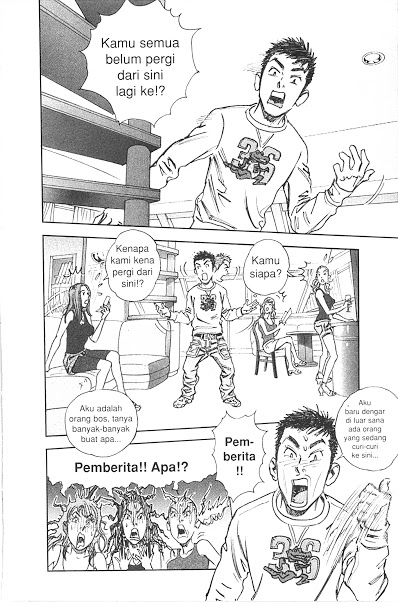 Kamu semua
belum pergi
dari sini
lagi ke!?
36
Kenapa
kami kena
pergi dari
sini!?
Kamu
siapa?
Aku adalah
orang bos, tanya
banyak-banyak
buat apa...
Aku
baru dengar
di luar sana
ada orang
yang sedang
curi-curi
ke sini...
Pem-
berita
!!
Pemberita!! Apa!?
36